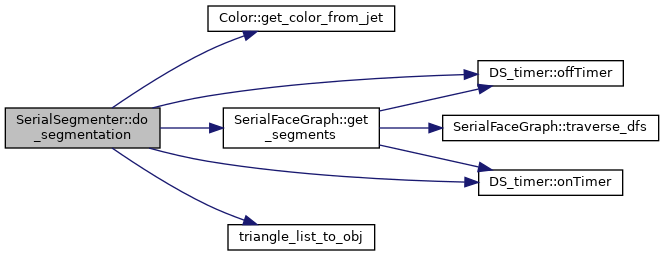 Color::get_color_from_jet
DS_timer::offTimer
SerialSegmenter::do
_segmentation
SerialFaceGraph::get
_segments
SerialFaceGraph::traverse_dfs
DS_timer::onTimer
triangle_list_to_obj